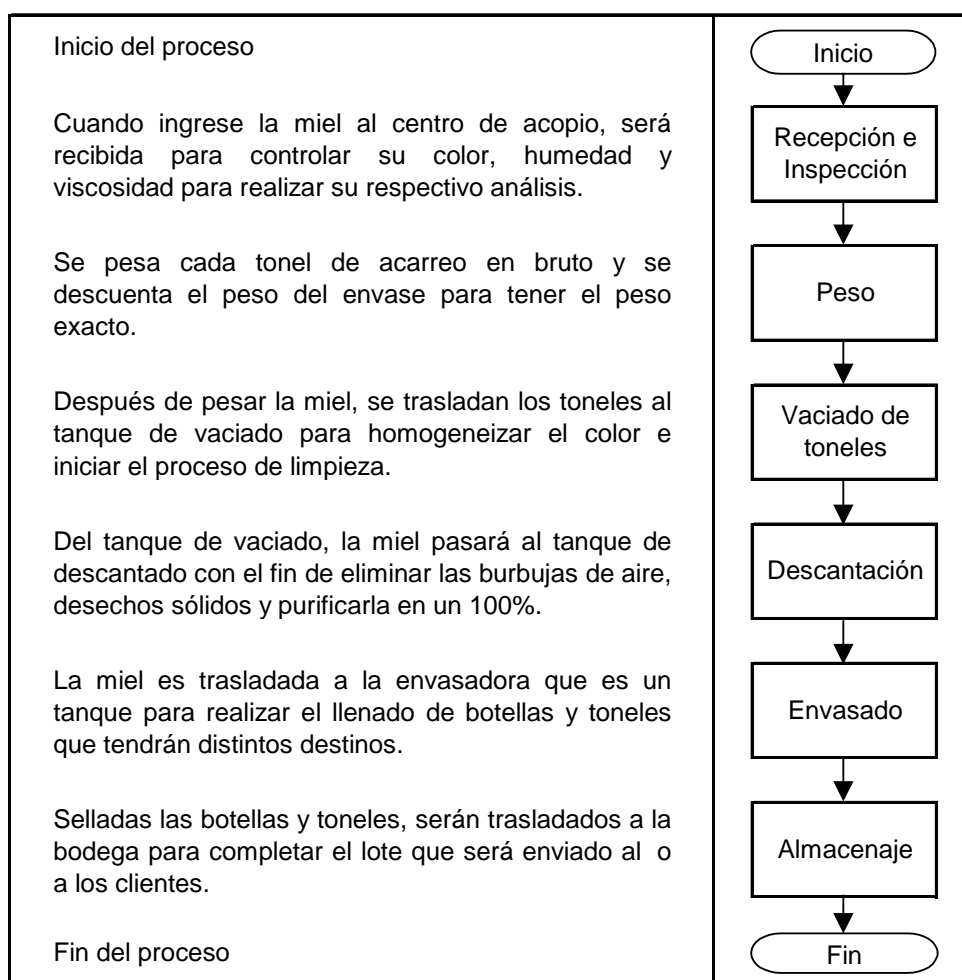 Inicio del proceso
Inicio
Cuando ingrese la miel al centro de acopio, será
recibida para controlar su color, humedad y
viscosidad para realizar su respectivo análisis.
Recepción e
Inspección
Se pesa cada tonel de acarreo en bruto y se
descuenta el peso del envase para tener el peso
exacto.
Peso
Después de pesar la miel, se trasladan los toneles al
tanque de vaciado para homogeneizar el color e
iniciar el proceso de limpieza.
Vaciado de
toneles
Del tanque de vaciado, la miel pasará al tanque de
descantado con el fin de eliminar las burbujas de aire,
desechos sólidos y purificarla en un 100%.
Descantación
La miel es trasladada a la envasadora que es un
tanque para realizar el llenado de botellas y toneles
que tendrán distintos destinos.
Envasado
Selladas las botellas y toneles, serán trasladados a la
bodega para completar el lote que será enviado al  o
a los clientes.
Almacenaje
Fin del proceso
Fin